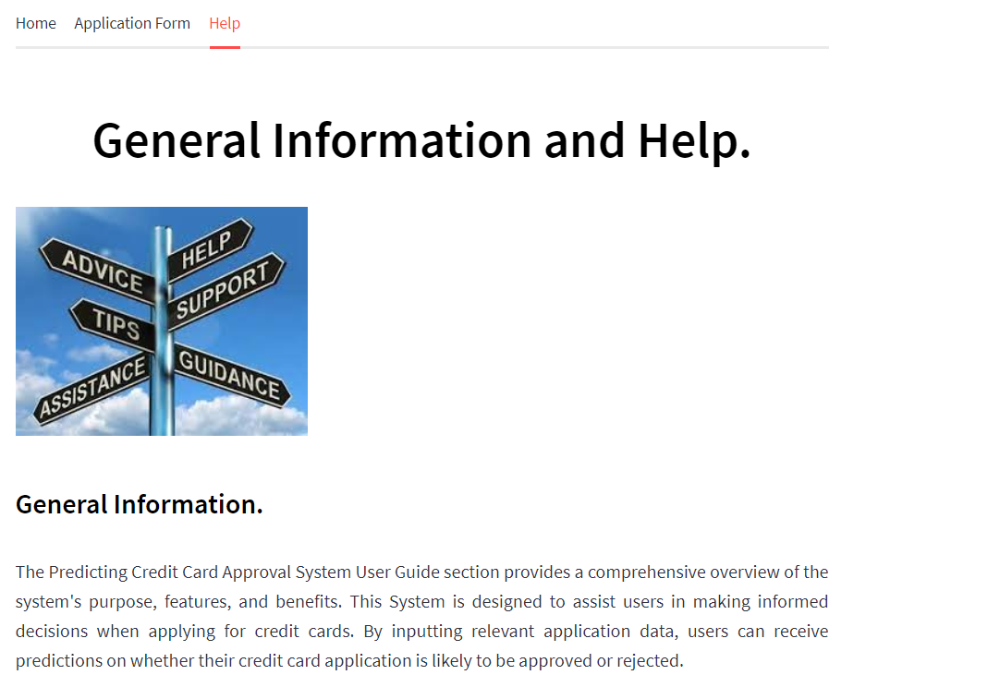 Home Application Form Help
General Information and Help.
ADVICE
HELP
SUPPORT
TIPS
ASSISTANCE
GUIDANCE
General Information.
The Predicting Credit Card Approval System User Guide section provides a comprehensive overview of the
system's purpose, features, and benefits. This System is designed to assist users in making informed
decisions when applying for credit cards. By inputting relevant application data, users can receive
predictions on whether their credit card application is likely to be approved or rejected.